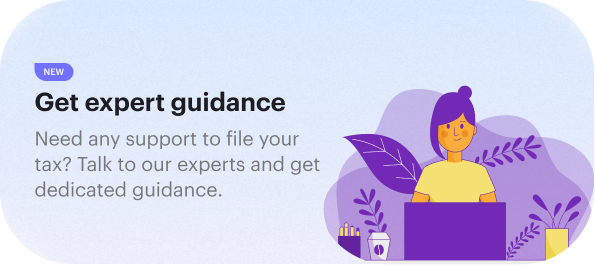 NEW
Get expert guidance
Need any support to file your
tax? Talk to our experts and get
dedicated guidance.